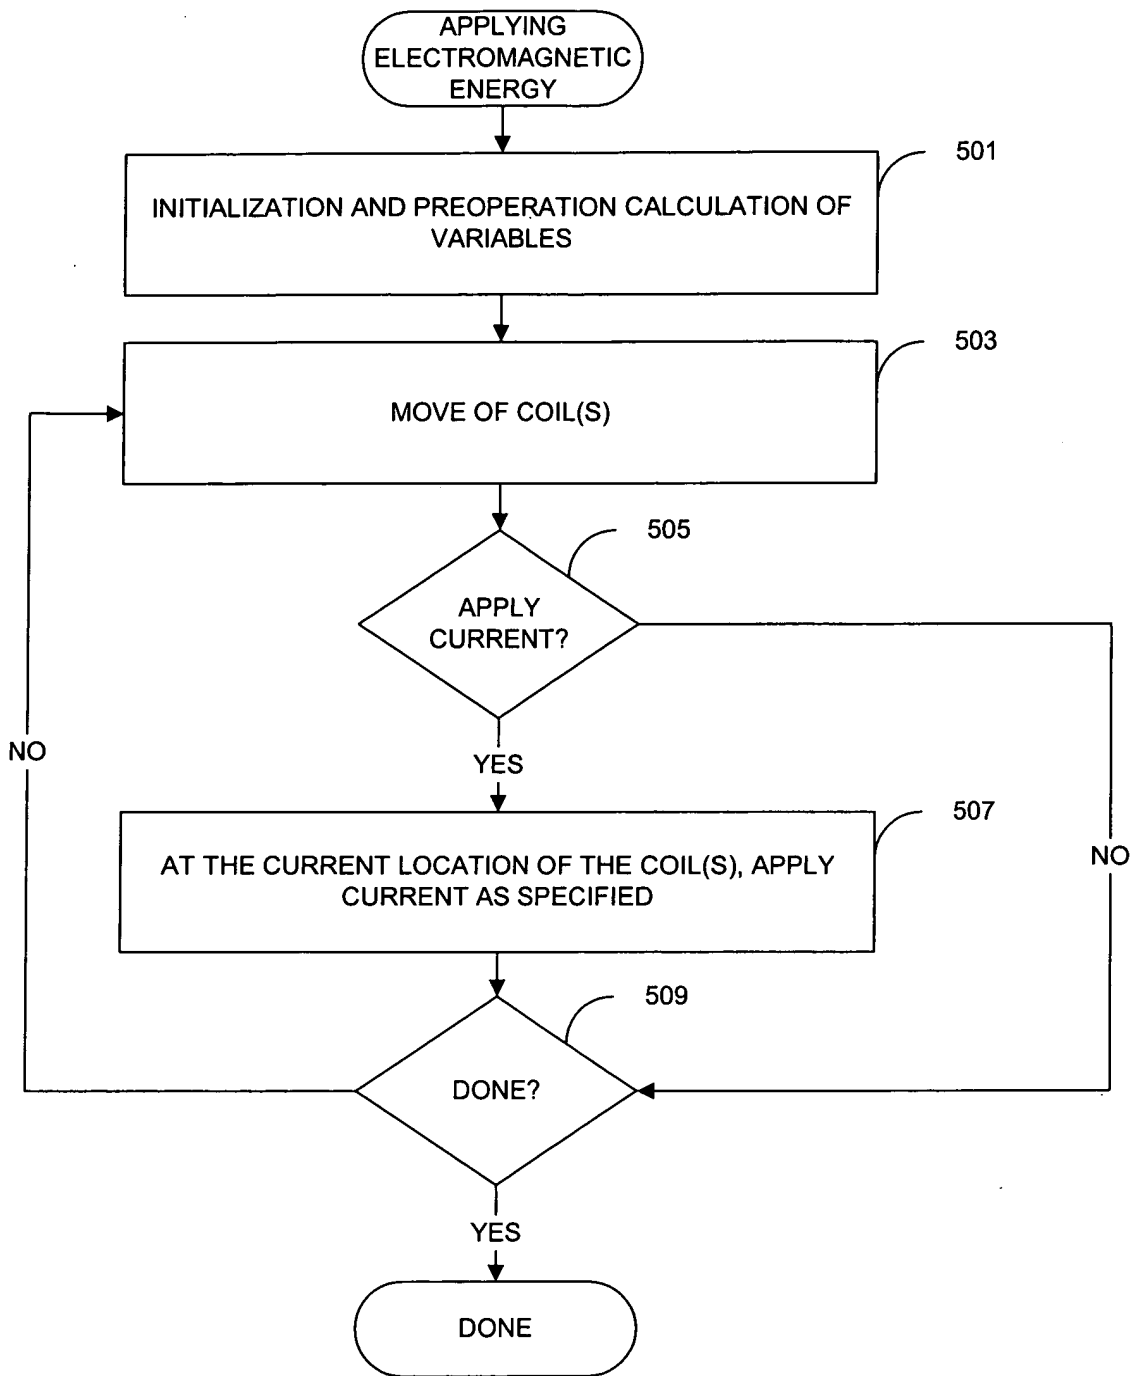 APPLYING
ELECTROMAGNETIC
ENERGY
501
INITIALIZATION AND PREOPERATION CALCULATION OF
VARIABLES
503
MOVE OF COIL(S)
505
APPLY
CURRENT?
NO
YES
507
AT THE CURRENT LOCATION OF THE COIL(S), APPLY
CURRENT AS SPECIFIED
NO
509
DONE?
YES
DONE